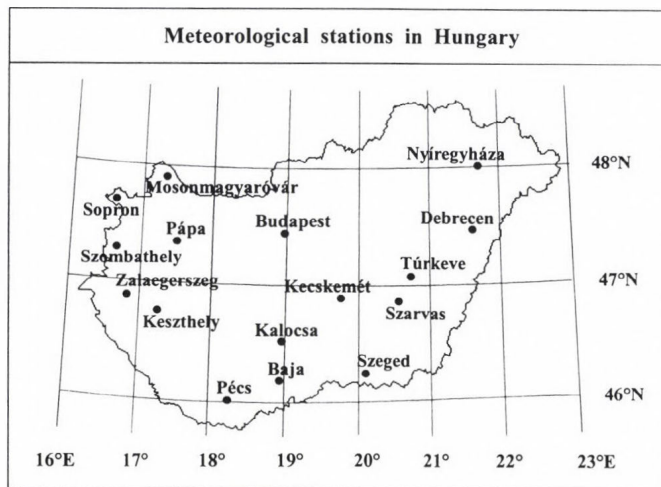 Meteorological stations in Hungary
Nyíregyháza
48°N
Mosonmagyaróvár
Sopron
Pápa
Budapest
Debrecen
Szombathely
Túrkeve
47°N
Zalaegerszeg
Kecskemét
Keszthely
Szarvas
Kalocsa
Baja
Szeged
Pécs
46°N
16°E 17° 18° 19° 20° 21° 22° 23°E